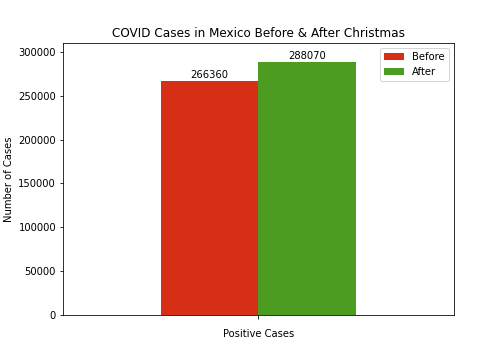 COVID Cases in Mexico Before & After Christmas
300000
250000
200000
150000
100000
50000
0
Number of Cases
266360
288070
Before
After
Positive Cases